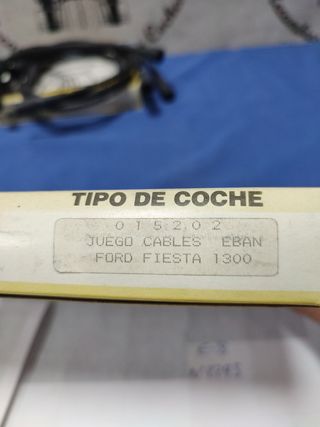 TIPO DE COCHE
015202
JUEGO CABLES EBAN
FORD FIESTA 1300